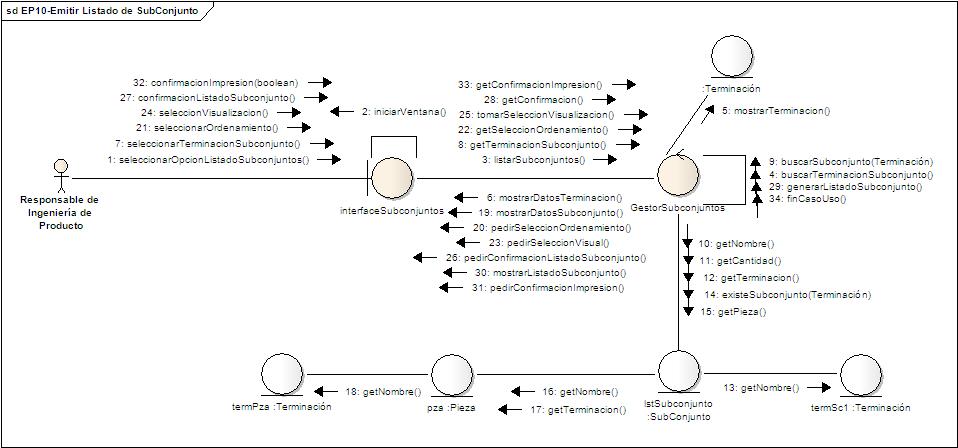 sd EP10-Emitir Listado de SubConjunto
32: confirmacionImpresion(boolean)
27: confirmacionListadoSubconjunto()
24: seleccionVisualizacion()
21: seleccionarOrdenamiento()
7: seleccionarTerminacionSubconjunto()
1: seleccionarOpcionListadoSubconjuntos()
2: iniciarVentana()
33: getConfirmacionImpresion()
28: getConfirmacion()
25: tomarSeleccionVisualizacion()
22: getSeleccionOrdenamiento()
8: getTerminacionSubconjunto()
3: listarSubconjuntos()
:Terminación
5: mostrarTerminacion()
9: buscarSubconjunto(Terminación)
4: buscarTerminacionSubconjunto()
29: generarListadoSubconjunto()
34: finCasoUso()
Responsable de
Ingeniería de
Producto
interfaceSubconjuntos
GestorSubconjuntos
6: mostrarDatosTerminacion()
19: mostrarDatosSubconjunto()
20: pedirSeleccionOrdenamiento()
23: pedirSeleccionVisual()
26: pedirConfirmacionListadoSubconjunto()
30: mostrarListadoSubconjunto()
31: pedirConfirmacionImpresion()
10: getNombre()
11: getCantidad()
12: getTerminacion()
14: existeSubconjunto(Terminación)
15: getPieza()
18: getNombre()
16: getNombre()
17: getTerminacion()
13: getNombre()
termPza :Terminación
pza :Pieza
lstSubconjunto
:SubConjunto
termSc1 :Terminación